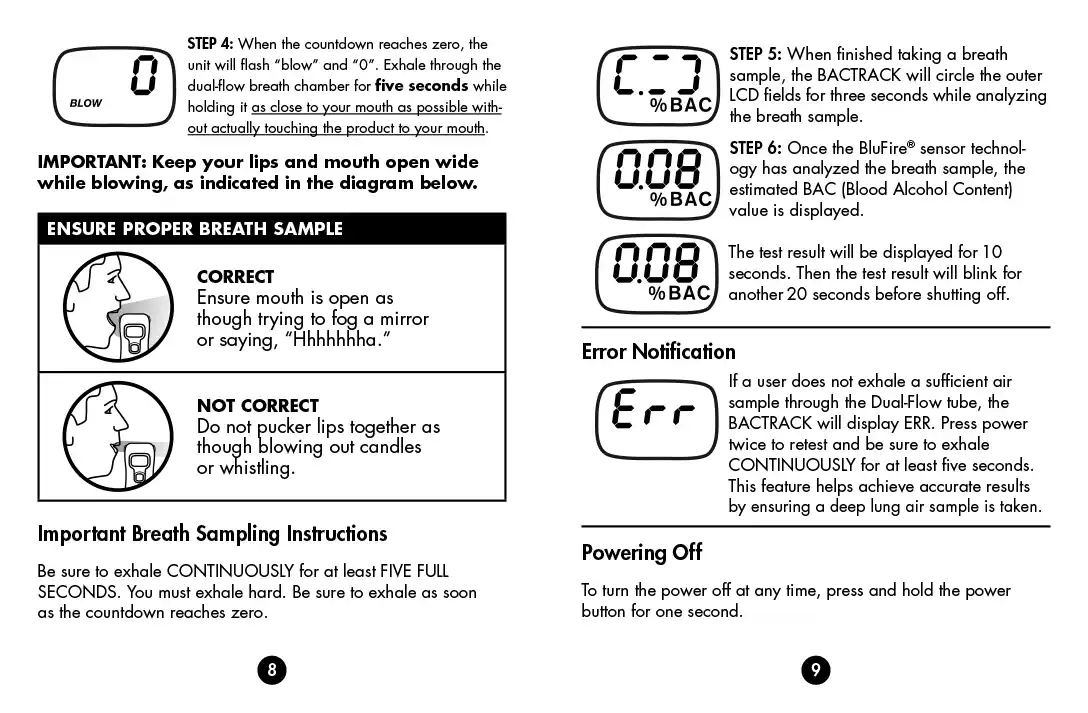 0
BLOW
STEP 4: When the countdown reaches zero, the
unit will flash “blow” and “0”. Exhale through the
dual-flow breath chamber for five seconds while
holding it as close to your mouth as possible with-
out actually touching the product to your mouth.
IMPORTANT: Keep your lips and mouth open wide
while blowing, as indicated in the diagram below.
ENSURE PROPER BREATH SAMPLE
CORRECT
Ensure mouth is open as
though trying to fog a mirror
or saying, “Hhhhhhha.”
NOT CORRECT
Do not pucker lips together as
though blowing out candles
or whistling.
Important Breath Sampling Instructions
Be sure to exhale CONTINUOUSLY for at least FIVE FULL
SECONDS. You must exhale hard. Be sure to exhale as soon
as the countdown reaches zero.
8
%BAC
STEP 5: When finished taking a breath
sample, the BACTRACK will circle the outer
LCD fields for three seconds while analyzing
the breath sample.
0.08
%BAC
STEP 6: Once the BluFire® sensor technol-
ogy has analyzed the breath sample, the
estimated BAC (Blood Alcohol Content)
value is displayed.
0.08
%BAC
The test result will be displayed for 10
seconds. Then the test result will blink for
another 20 seconds before shutting off.
Error Notification
Err
If a user does not exhale a sufficient air
sample through the Dual-Flow tube, the
BACTRACK will display ERR. Press power
twice to retest and be sure to exhale
CONTINUOUSLY for at least five seconds.
This feature helps achieve accurate results
by ensuring a deep lung air sample is taken.
Powering Off
To turn the power off at any time, press and hold the power
button for one second.
9